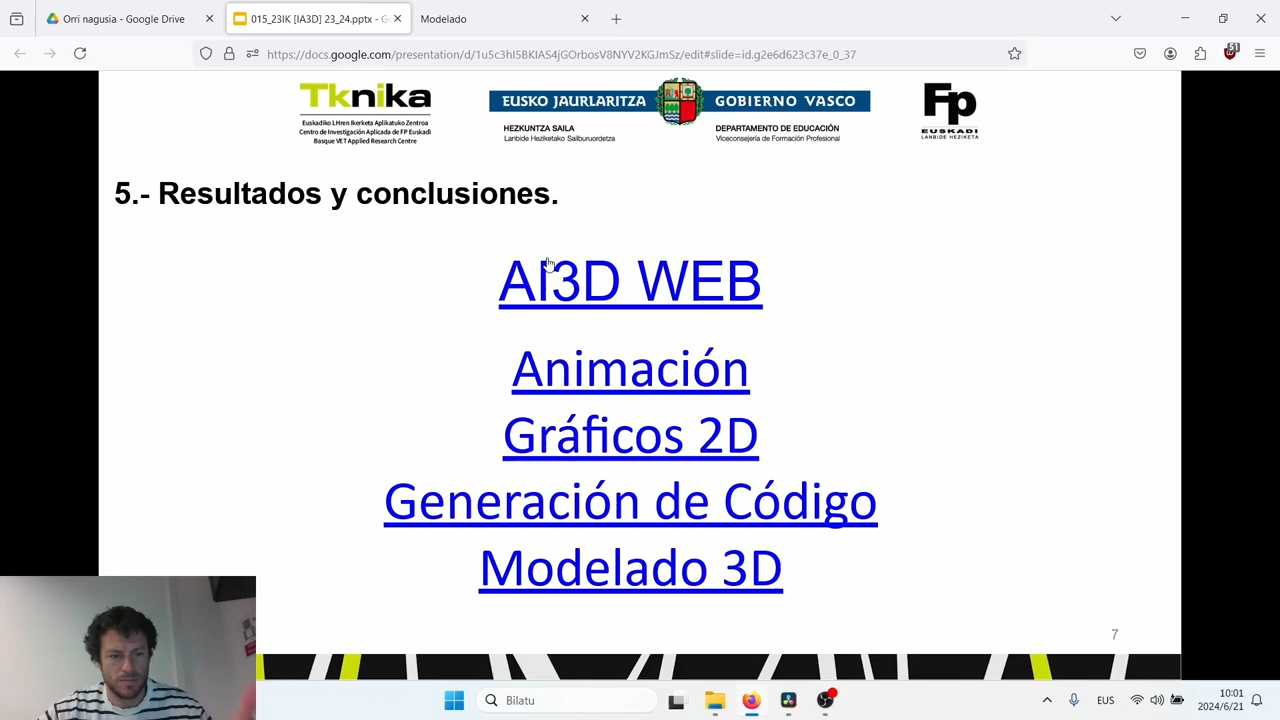 Orri nagusia - Google Drive
015_23IK [IA3D] 23_24.pptx - G
Modelado
https://docs.google.com/presentation/d/1u5c3hI5BKIAS4jGOrbosV8NYV2KGJmSz/edit#slide=id.g2e6d623c37e_0_37
51
Tknika
Euskadiko LHren Ikerketa Aplikatuko Zentroa
Centro de Investigación Aplicada de FP Euskadi
Basque VET Applied Research Centre
EUSKO JAURLARITZA
GOBIERNO VASCO
HEZKUNTZA SAILA
Lanbide Heziketako Sailburuordetza
DEPARTAMENTO DE EDUCACIÓN
Viceconsejería de Formación Profesional
Fp
EUSKADI
LANBIDE HEZIKETA
5.- Resultados y conclusiones.
AI3D WEB
Animación
Gráficos 2D
Generación de Código
Modelado 3D
7
Bilatu
EUS
10:01
2024/6/21